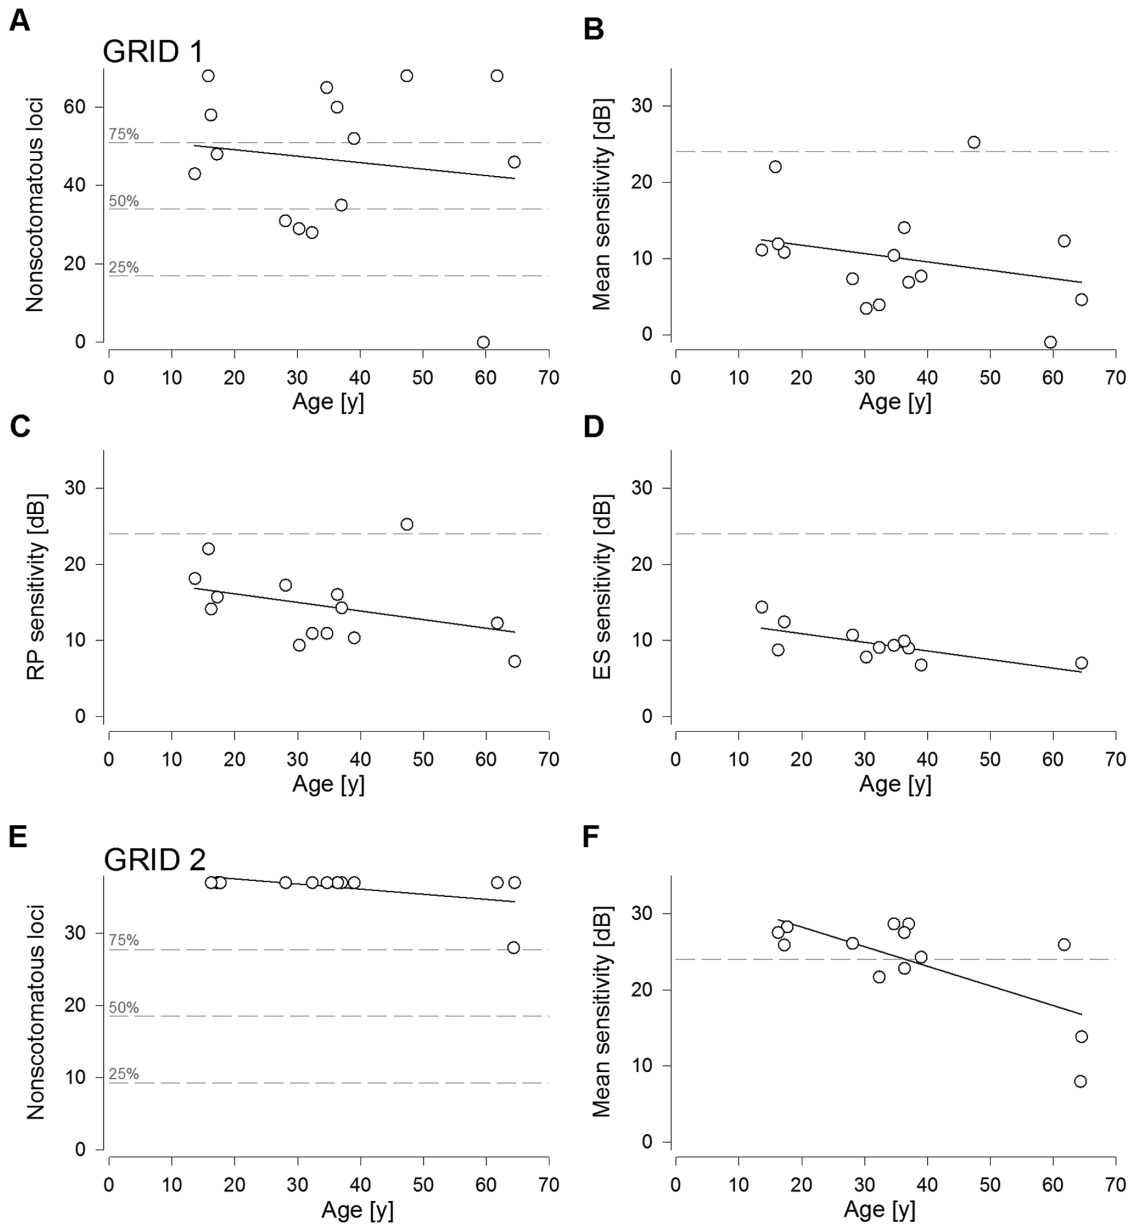 A
GRID 1
Nonscotomatous loci
60
40
20
0
75%
50%
25%
0 10 20 30 40 50 60 70
Age [y]
B
Mean sensitivity [dB]
30
20
10
0
0 10 20 30 40 50 60 70
Age [y]
C
RP sensitivity [dB]
30
20
10
0
0 10 20 30 40 50 60 70
Age [y]
D
ES sensitivity [dB]
30
20
10
0
0 10 20 30 40 50 60 70
Age [y]
E
GRID 2
Nonscotomatous loci
30
20
10
0
75%
50%
25%
0 10 20 30 40 50 60 70
Age [y]
F
Mean sensitivity [dB]
30
20
10
0
0 10 20 30 40 50 60 70
Age [y]